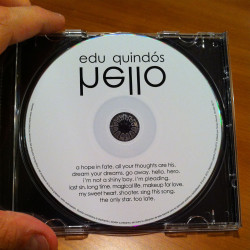 edu quindós
hello
a hope in fate, all your thoughts are his,
dream your dreams, go away, hello, hero,
i'm not a shiny boy, i'm pleading,
last sin, long time, magical life, makeup for love,
my sweet heart, shooter, sing this song,
the only star, too late.